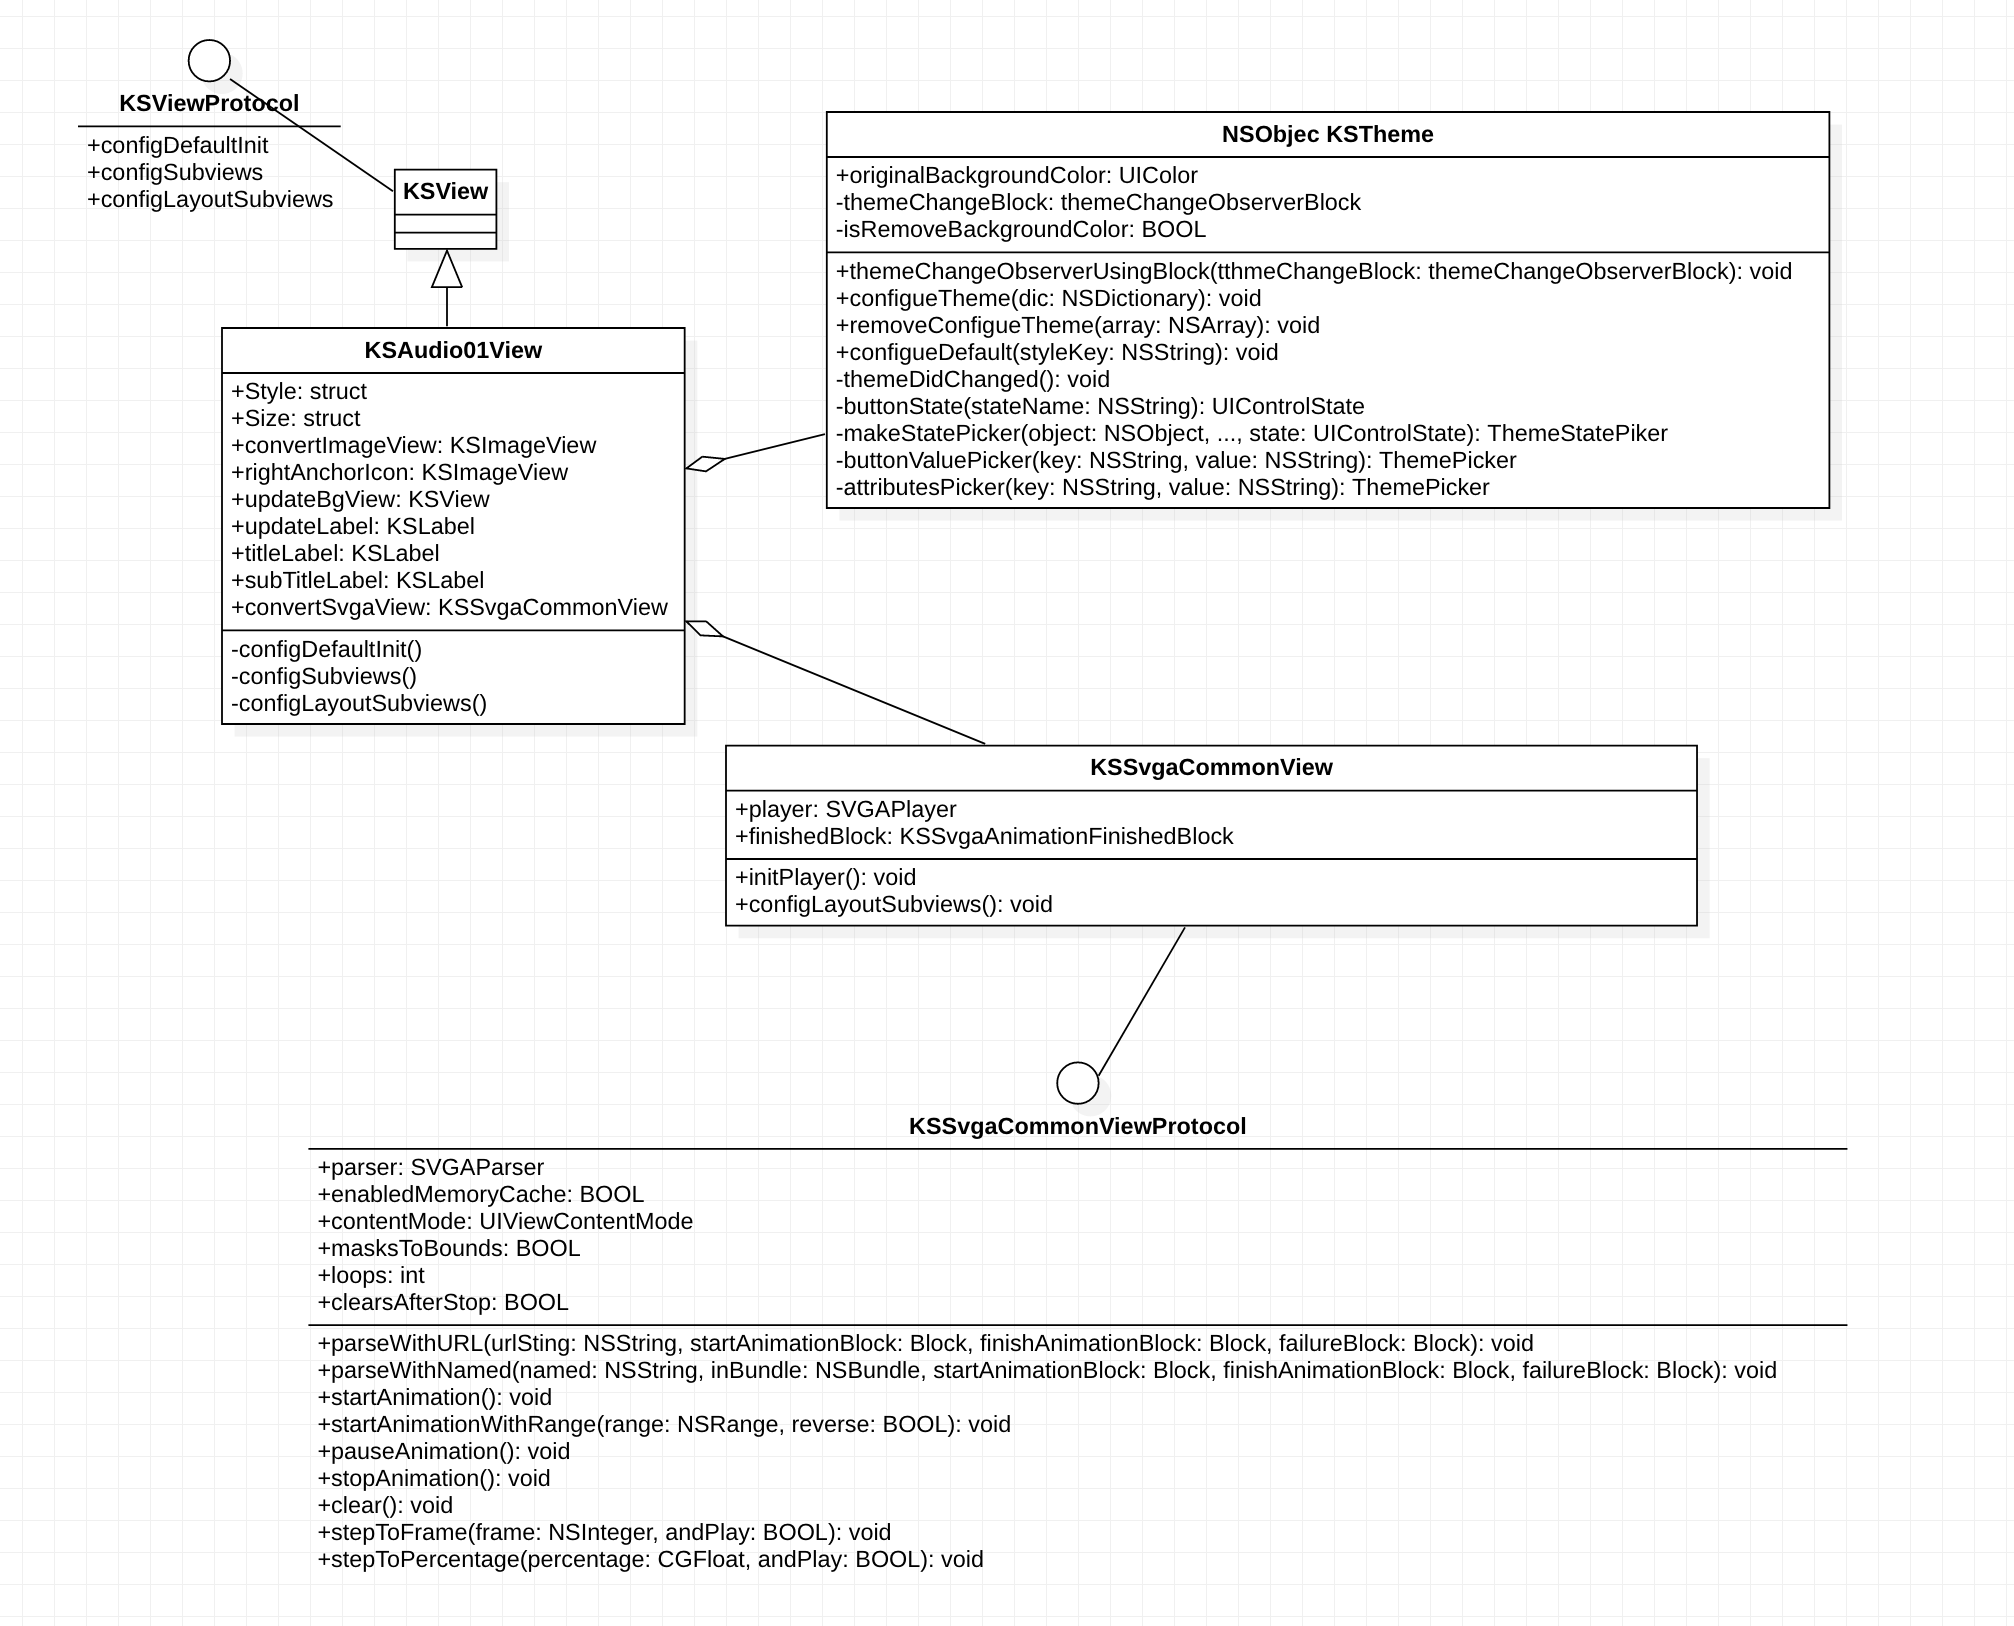 KSViewProtocol
+configDefaultInit
+configSubviews
+configLayoutSubviews
KSView
NSObjec KSTheme
+originalBackgroundColor: UIColor
-themeChangeBlock: themeChangeObserverBlock
-isRemoveBackgroundColor: BOOL
+themeChangeObserverUsingBlock(tthmeChangeBlock: themeChangeObserverBlock): void
+configueTheme(dic: NSDictionary): void
+removeConfigueTheme(array: NSArray): void
+configueDefault(styleKey: NSString): void
-themeDidChanged(): void
-buttonState(stateName: NSString): UIControlState
-makeStatePicker(object: NSObject, ..., state: UIControlState): ThemeStatePiker
-buttonValuePicker(key: NSString, value: NSString): ThemePicker
-attributesPicker(key: NSString, value: NSString): ThemePicker
KSAudio01View
+Style: struct
+Size: struct
+convertImageView: KSImageView
+rightAnchorIcon: KSImageView
+updateBgView: KSView
+updateLabel: KSLabel
+titleLabel: KSLabel
+subTitleLabel: KSLabel
+convertSvgaView: KSSvgaCommonView
-configDefaultInit()
-configSubviews()
-configLayoutSubviews()
KSSvgaCommonView
+player: SVGAPlayer
+finishedBlock: KSSvgaAnimationFinishedBlock
+initPlayer(): void
+configLayoutSubviews(): void
KSSvgaCommonViewProtocol
+parser: SVGAParser
+enabledMemoryCache: BOOL
+contentMode: UIViewContentMode
+masksToBounds: BOOL
+loops: int
+clearsAfterStop: BOOL
+parseWithURL(urlSting: NSString, startAnimationBlock: Block, finishAnimationBlock: Block, failureBlock: Block): void
+parseWithNamed(named: NSString, inBundle: NSBundle, startAnimationBlock: Block, finishAnimationBlock: Block, failureBlock: Block): void
+startAnimation(): void
+startAnimationWithRange(range: NSRange, reverse: BOOL): void
+pauseAnimation(): void
+stopAnimation(): void
+clear(): void
+stepToFrame(frame: NSInteger, andPlay: BOOL): void
+stepToPercentage(percentage: CGFloat, andPlay: BOOL): void